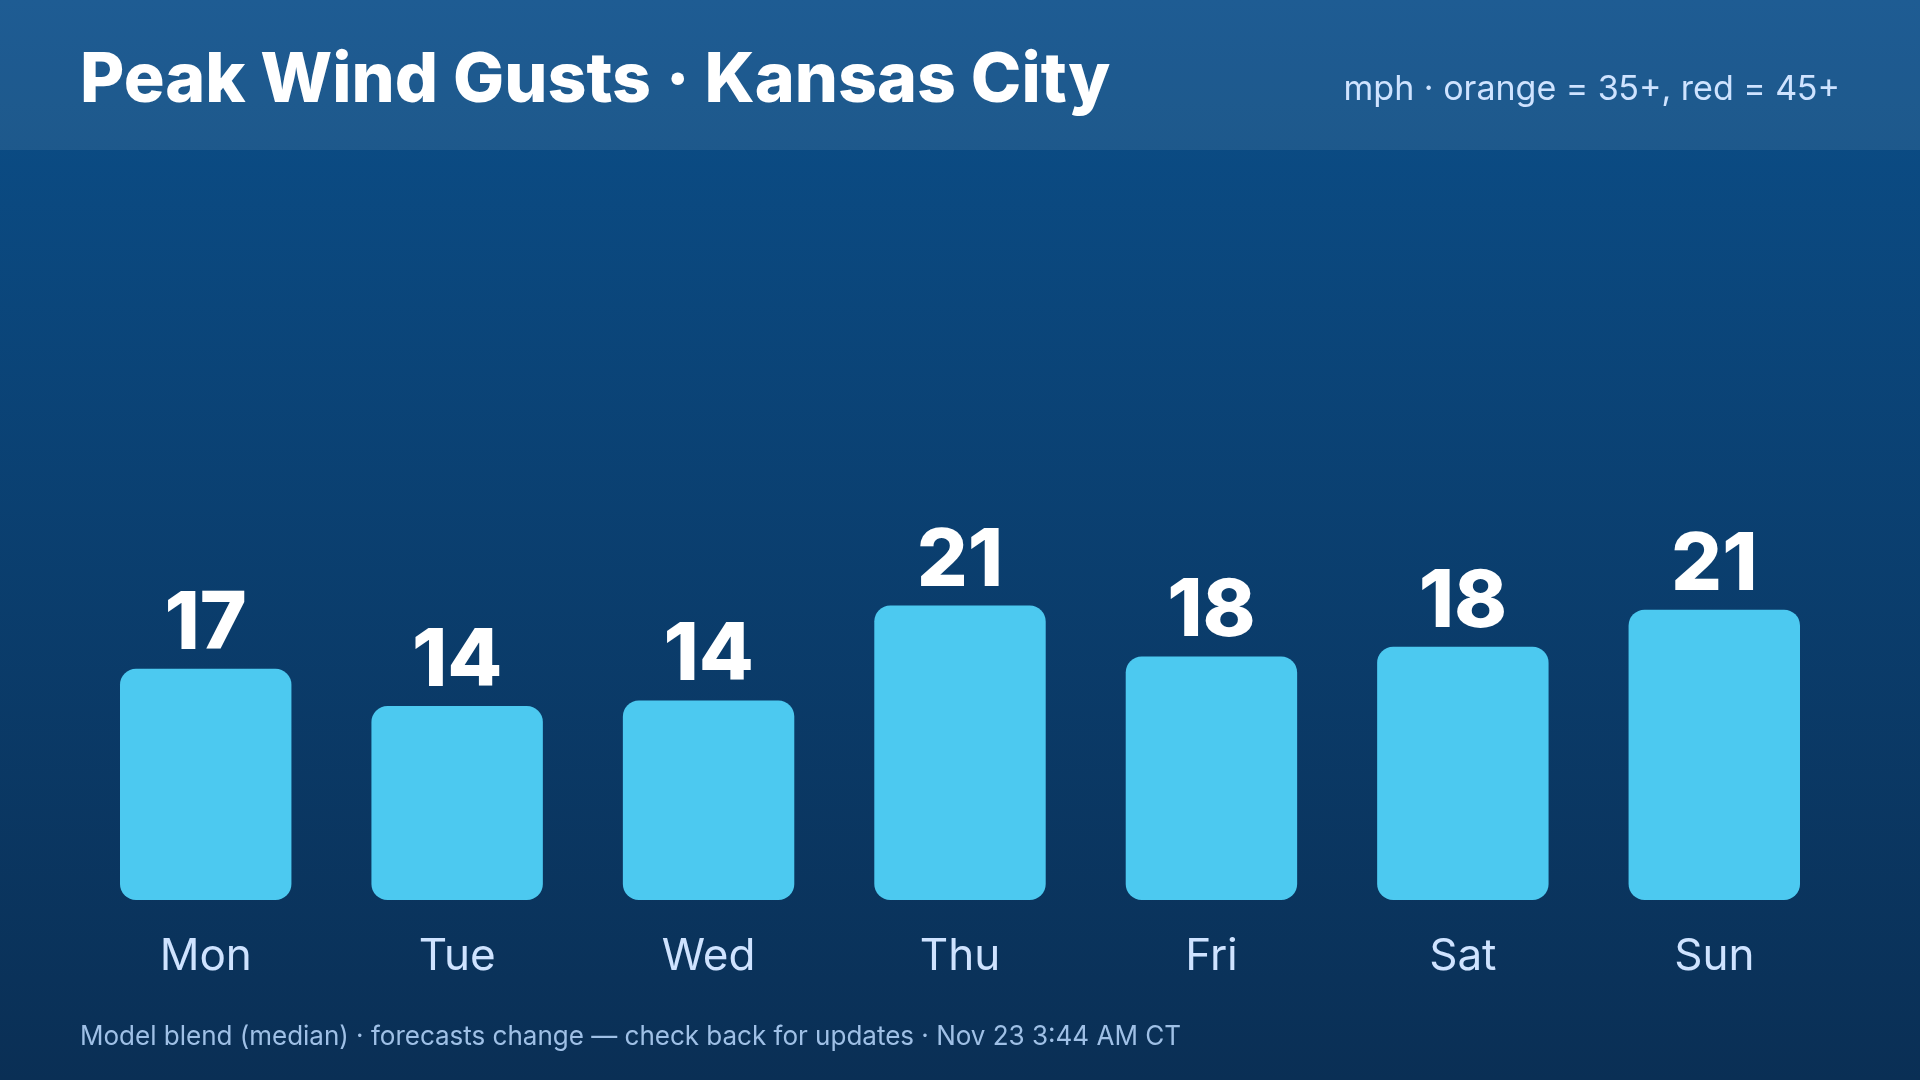 Peak Wind Gusts · Kansas City
mph · orange = 35+, red = 45+
17
14
14
21
18
18
21
Mon
Tue
Wed
Thu
Fri
Sat
Sun
Model blend (median) · forecasts change — check back for updates · Nov 23 3:44 AM CT